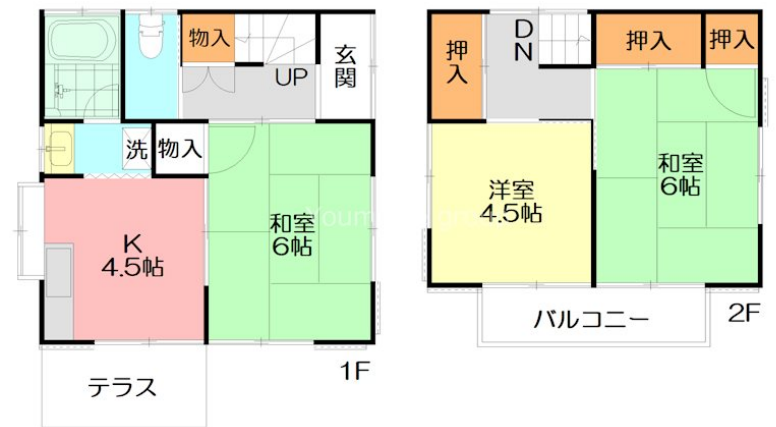 物入
UP
玄関
洗
物入
K
4.5帖
和室
6帖
テラス
1F
押入
DN
押入
押入
洋室
4.5帖
和室
6帖
バルコニー
2F